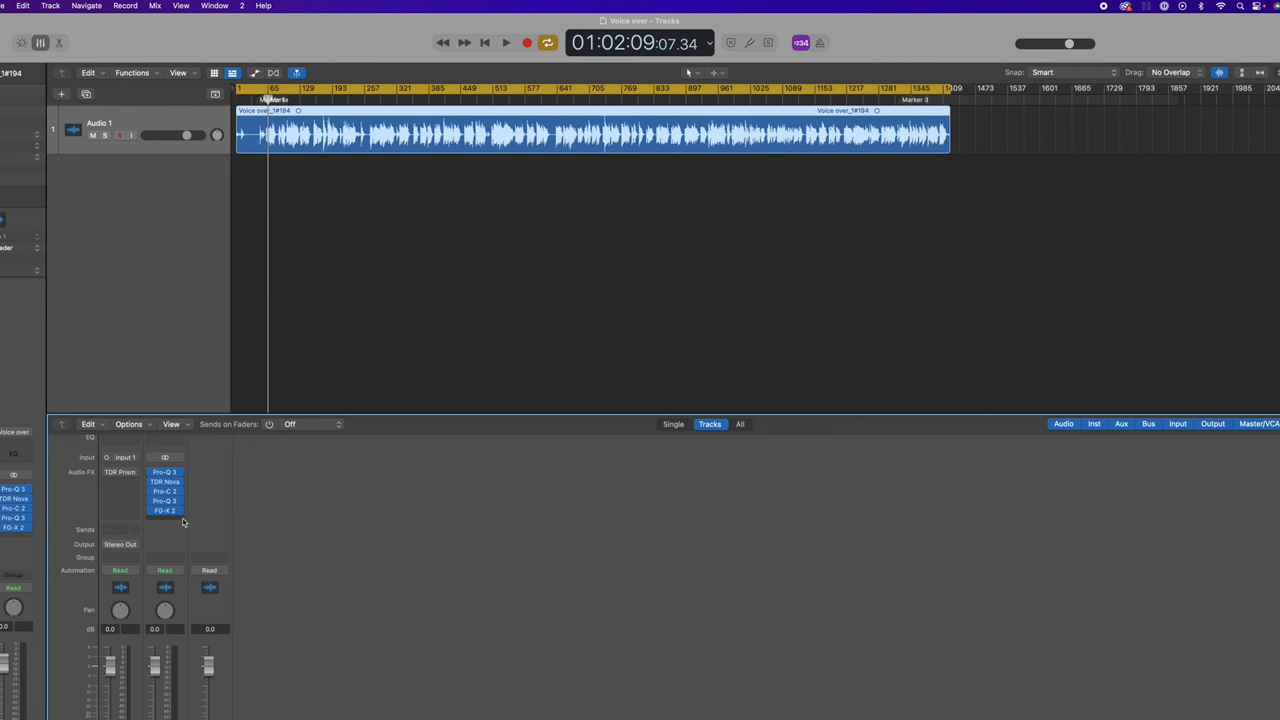 Edit Track Navigate Record Mix View Window 2 Help
Voice over - Tracks
01:02:09:07.34
1234
1#194
Edit Functions View Snap: Smart Drag: No Overlap
1 65 129 193 257 321 385 449 513 577 641 705 769 833 897 961 1025 1089 1153 1217 1281 1345 1409 1473 1537 1601 1665 1729 1793 1857 1921 1985 204
Marker 3
Voice over_1#194 Voice over_1#194
1 Audio 1
M S R I
Edit Options View Sends on Faders: Off Single Tracks All Audio Inst Aux Bus Input Output Master/VCA
Voice over
EQ
EQ
Input Input 1
Audio FX TDR Prism Pro-Q 3
TDR Nova
Pro-C 2
Pro-Q 3
FG-X 2
Pro-Q 3
TDR Nova
Pro-C 2
Pro-Q 3
FG-X 2
Sends
Output Stereo Out
Group
Automation Read Read Read
Group
Read
Pan
dB 0.0 0.0 0.0
0.0